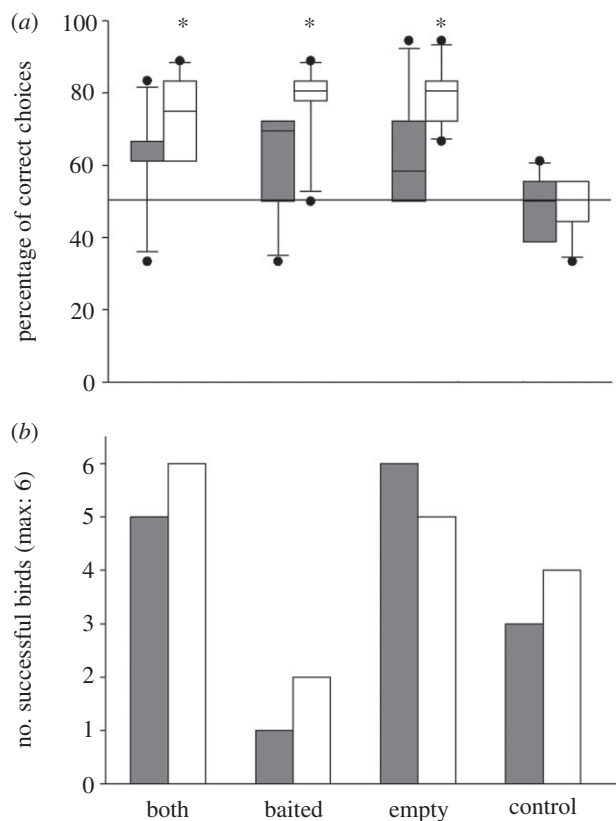 (a)
* * *
percentage of correct choices
100
80
60
40
20
0
(b)
no. successful birds (max: 6)
6
5
4
3
2
1
0
both baited empty control